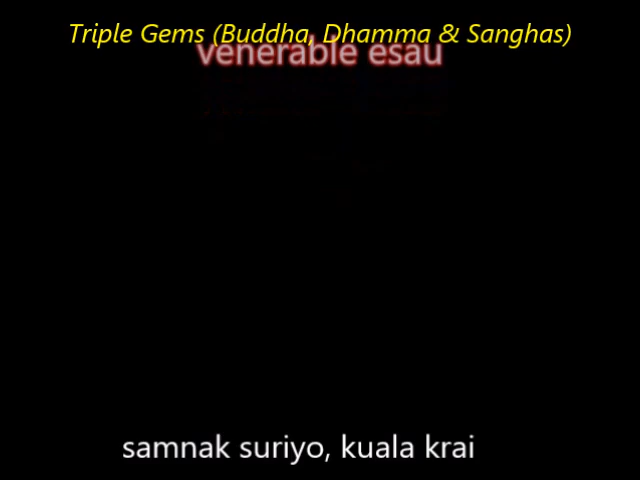 Triple Gems (Buddha, Dhamma & Sanghas)
venerable esau
samnak suriyo, kuala krai